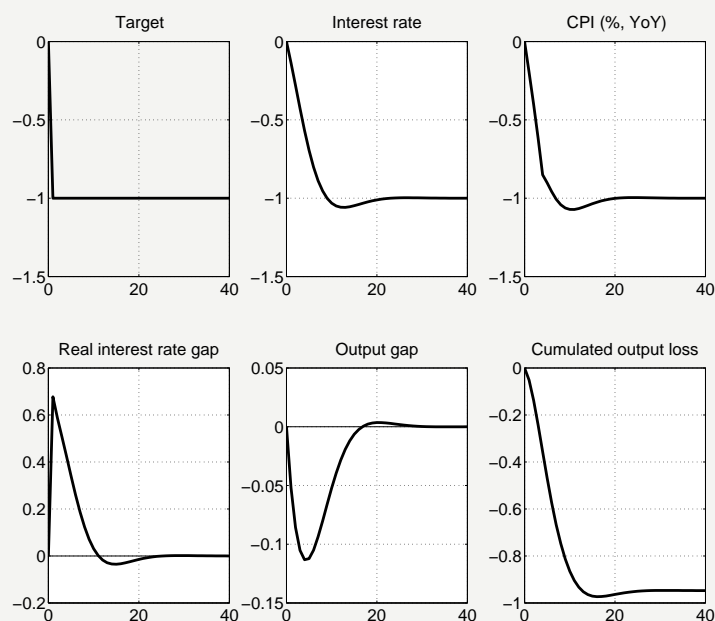 Target
0
−0.5
−1
−1.5
0 20 40
Interest rate
0
−0.5
−1
−1.5
0 20 40
CPI (%, YoY)
0
−0.5
−1
−1.5
0 20 40
Real interest rate gap
0.8
0.6
0.4
0.2
0
−0.2
0 20 40
Output gap
0.05
0
−0.05
−0.1
−0.15
0 20 40
Cumulated output loss
0
−0.2
−0.4
−0.6
−0.8
−1
0 20 40